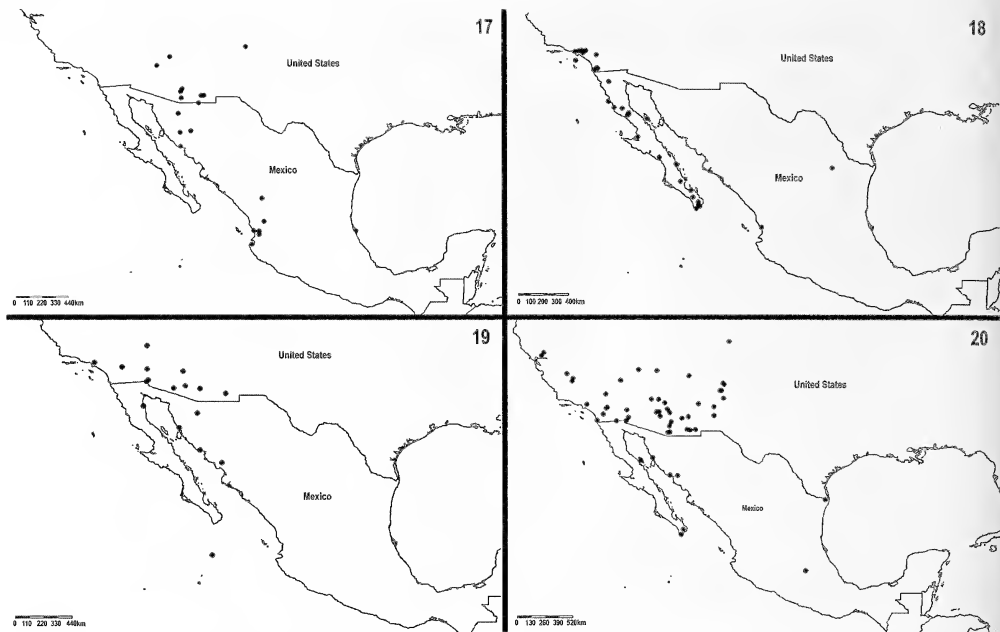 17
United States
Mexico
0 110 220 330 440km
18
United States
Mexico
0 100 200 300 400km
19
United States
Mexico
0 110 220 330 440km
20
United States
Mexico
0 130 260 390 520km